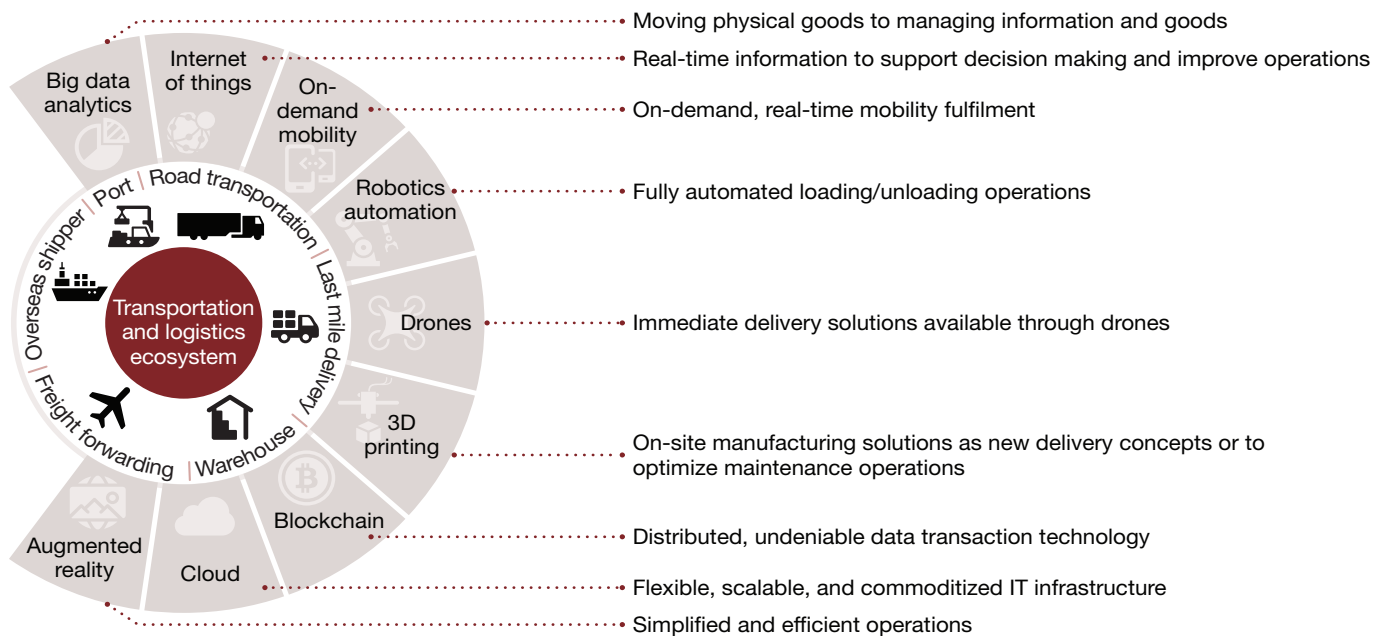 Moving physical goods to managing information and goods
Internet
of things
Real-time information to support decision making and improve operations
Big data
analytics
On-
demand
mobility
On-demand, real-time mobility fulfilment
Robotics
automation
Fully automated loading/unloading operations
Overseas shipper | Port | Road transportation | Last mile delivery | Warehouse | Freight forwarding |
Transportation
and logistics
ecosystem
Drones
Immediate delivery solutions available through drones
3D
printing
On-site manufacturing solutions as new delivery concepts or to
optimize maintenance operations
Blockchain
Distributed, undeniable data transaction technology
Augmented
reality
Cloud
Flexible, scalable, and commoditized IT infrastructure
Simplified and efficient operations